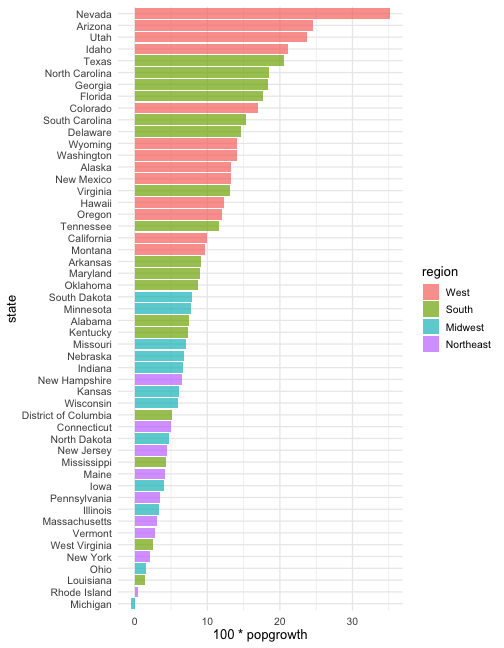 Nevada
Arizona
Utah
Idaho
Texas
North Carolina
Georgia
Florida
Colorado
South Carolina
Delaware
Wyoming
Washington
Alaska
New Mexico
Virginia
Hawaii
Oregon
Tennessee
California
Montana
Arkansas
Maryland
Oklahoma
South Dakota
Minnesota
Alabama
Kentucky
Missouri
Nebraska
Indiana
New Hampshire
Kansas
Wisconsin
District of Columbia
Connecticut
North Dakota
New Jersey
Mississippi
Maine
Iowa
Pennsylvania
Illinois
Massachusetts
Vermont
West Virginia
New York
Ohio
Louisiana
Rhode Island
Michigan
state
0 10 20 30
100 * popgrowth
region
West
South
Midwest
Northeast